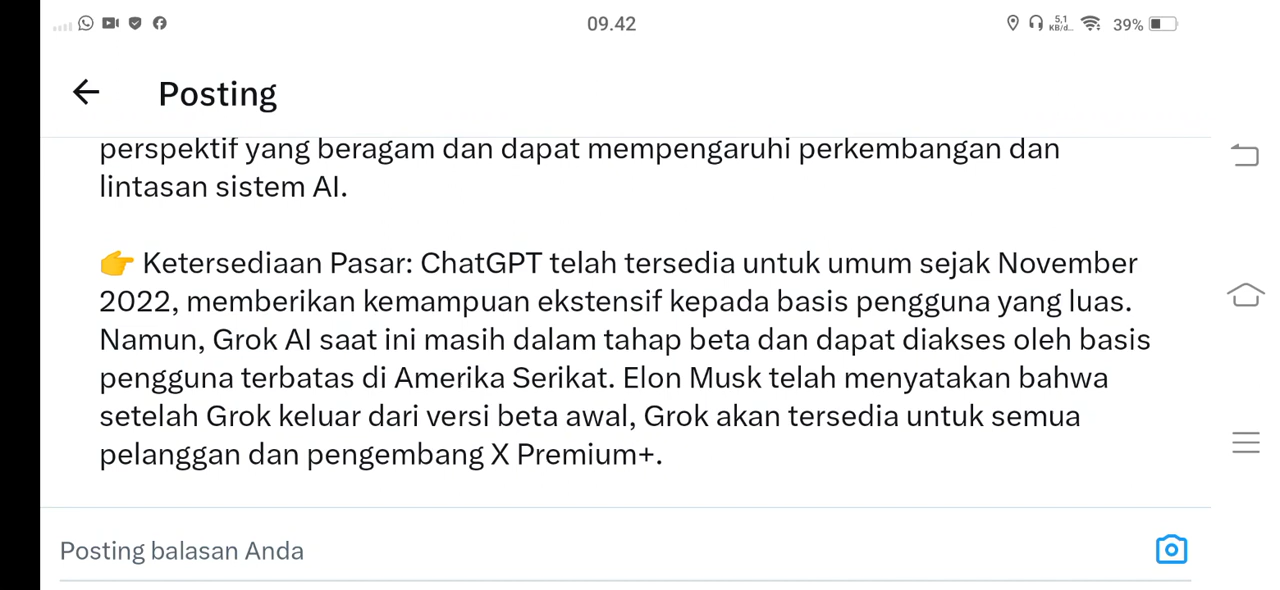 09.42
5,1
KB/d...
39%
Posting
perspektif yang beragam dan dapat mempengaruhi perkembangan dan
lintasan sistem AI.
👉 Ketersediaan Pasar: ChatGPT telah tersedia untuk umum sejak November
2022, memberikan kemampuan ekstensif kepada basis pengguna yang luas.
Namun, Grok AI saat ini masih dalam tahap beta dan dapat diakses oleh basis
pengguna terbatas di Amerika Serikat. Elon Musk telah menyatakan bahwa
setelah Grok keluar dari versi beta awal, Grok akan tersedia untuk semua
pelanggan dan pengembang X Premium+.
Posting balasan Anda